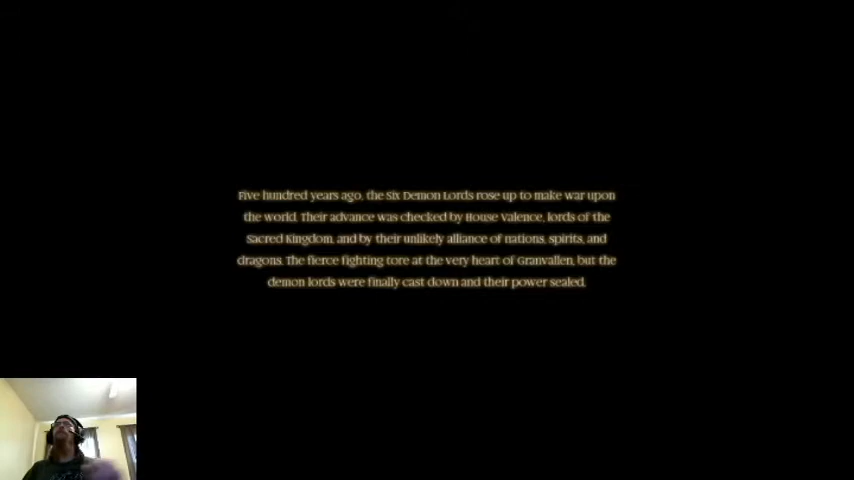 Five hundred years ago, the Six Demon Lords rose up to make war upon
the world. Their advance was checked by House Valence, lords of the
Sacred Kingdom, and by their unlikely alliance of nations, spirits, and
dragons. The fierce fighting tore at the very heart of Granvallen, but the
demon lords were finally cast down and their power sealed.